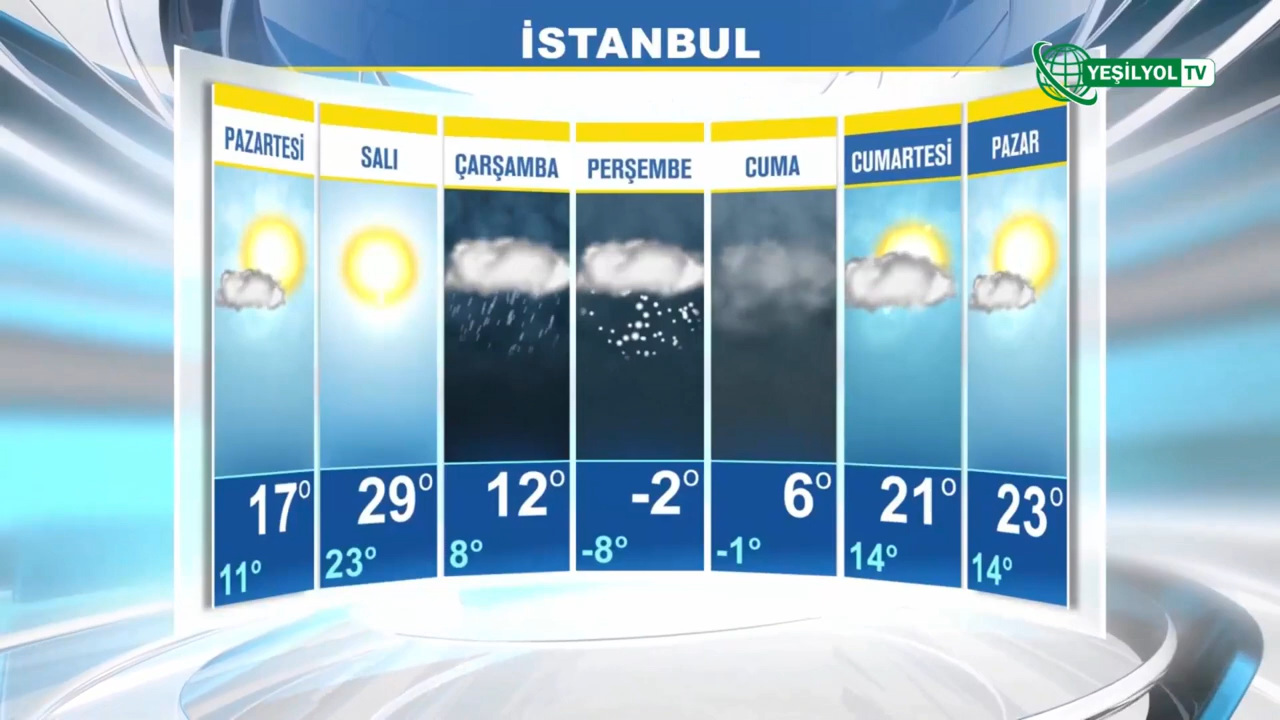 İSTANBUL
YEŞİLYOL TV
PAZARTESİ
SALI
ÇARŞAMBA
PERŞEMBE
CUMA
CUMARTESİ
PAZAR
17°
29°
12°
-2°
6°
21°
23°
11°
23°
8°
-8°
-1°
14°
14°